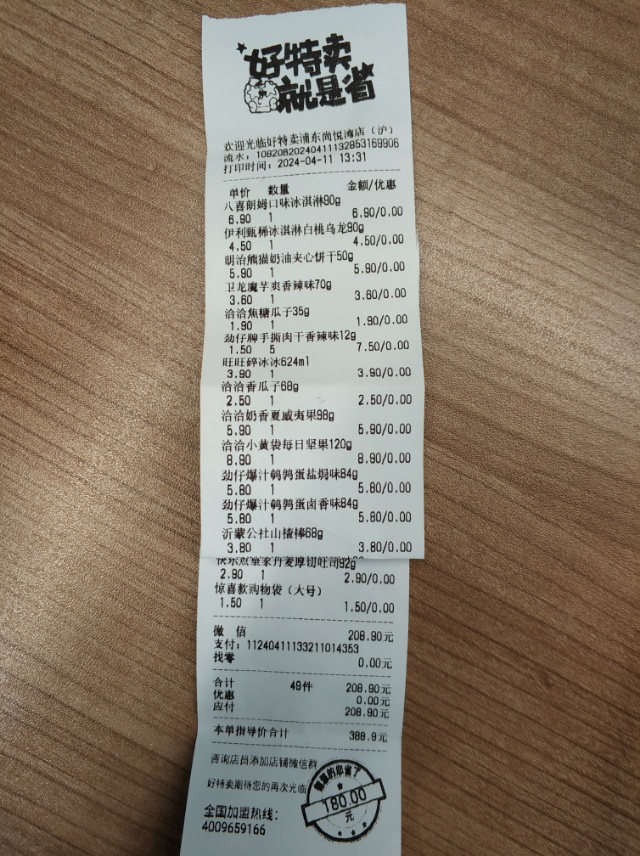 好特卖
就是省
欢迎光临好特卖浦东尚悦湾店（沪）
流水：10820820240411132853169906
打印时间：2024-04-11 13:31
单价 数量 金额/优惠
八喜朗姆口味冰淇淋90g
6.90 1 6.90/0.00
伊利甄稀冰淇淋白桃乌龙90g
4.50 1 4.50/0.00
明治熊猫奶油夹心饼干50g
5.90 1 5.90/0.00
卫龙魔芋爽香辣味70g
3.60 1 3.60/0.00
洽洽焦糖瓜子35g
1.90 1 1.90/0.00
劲仔牌手撕肉干香辣味12g
1.50 5 7.50/0.00
旺旺碎冰冰624ml
3.90 1 3.90/0.00
洽洽香瓜子68g
2.50 1 2.50/0.00
洽洽奶香夏威夷果98g
5.90 1 5.90/0.00
洽洽小黄袋每日坚果120g
8.90 1 8.90/0.00
劲仔爆汁鹌鹑蛋盐焗味84g
5.80 1 5.80/0.00
劲仔爆汁鹌鹑蛋卤香味84g
5.80 1 5.80/0.00
沂蒙公社山楂棒68g
3.80 1 3.80/0.00
丹麦厚切吐司92g
2.90 1 2.90/0.00
惊喜款购物袋（大号）
1.50 1 1.50/0.00
微 信 208.90元
支付：11240411133211014353
找零 0.00元
合计 49件 208.90元
优惠 0.00元
应付 208.90元
本单指导价合计 388.9元
咨询店员添加店铺微信群
好特卖期待您的再次光临
全国加盟热线：
4009659166
180.00
元